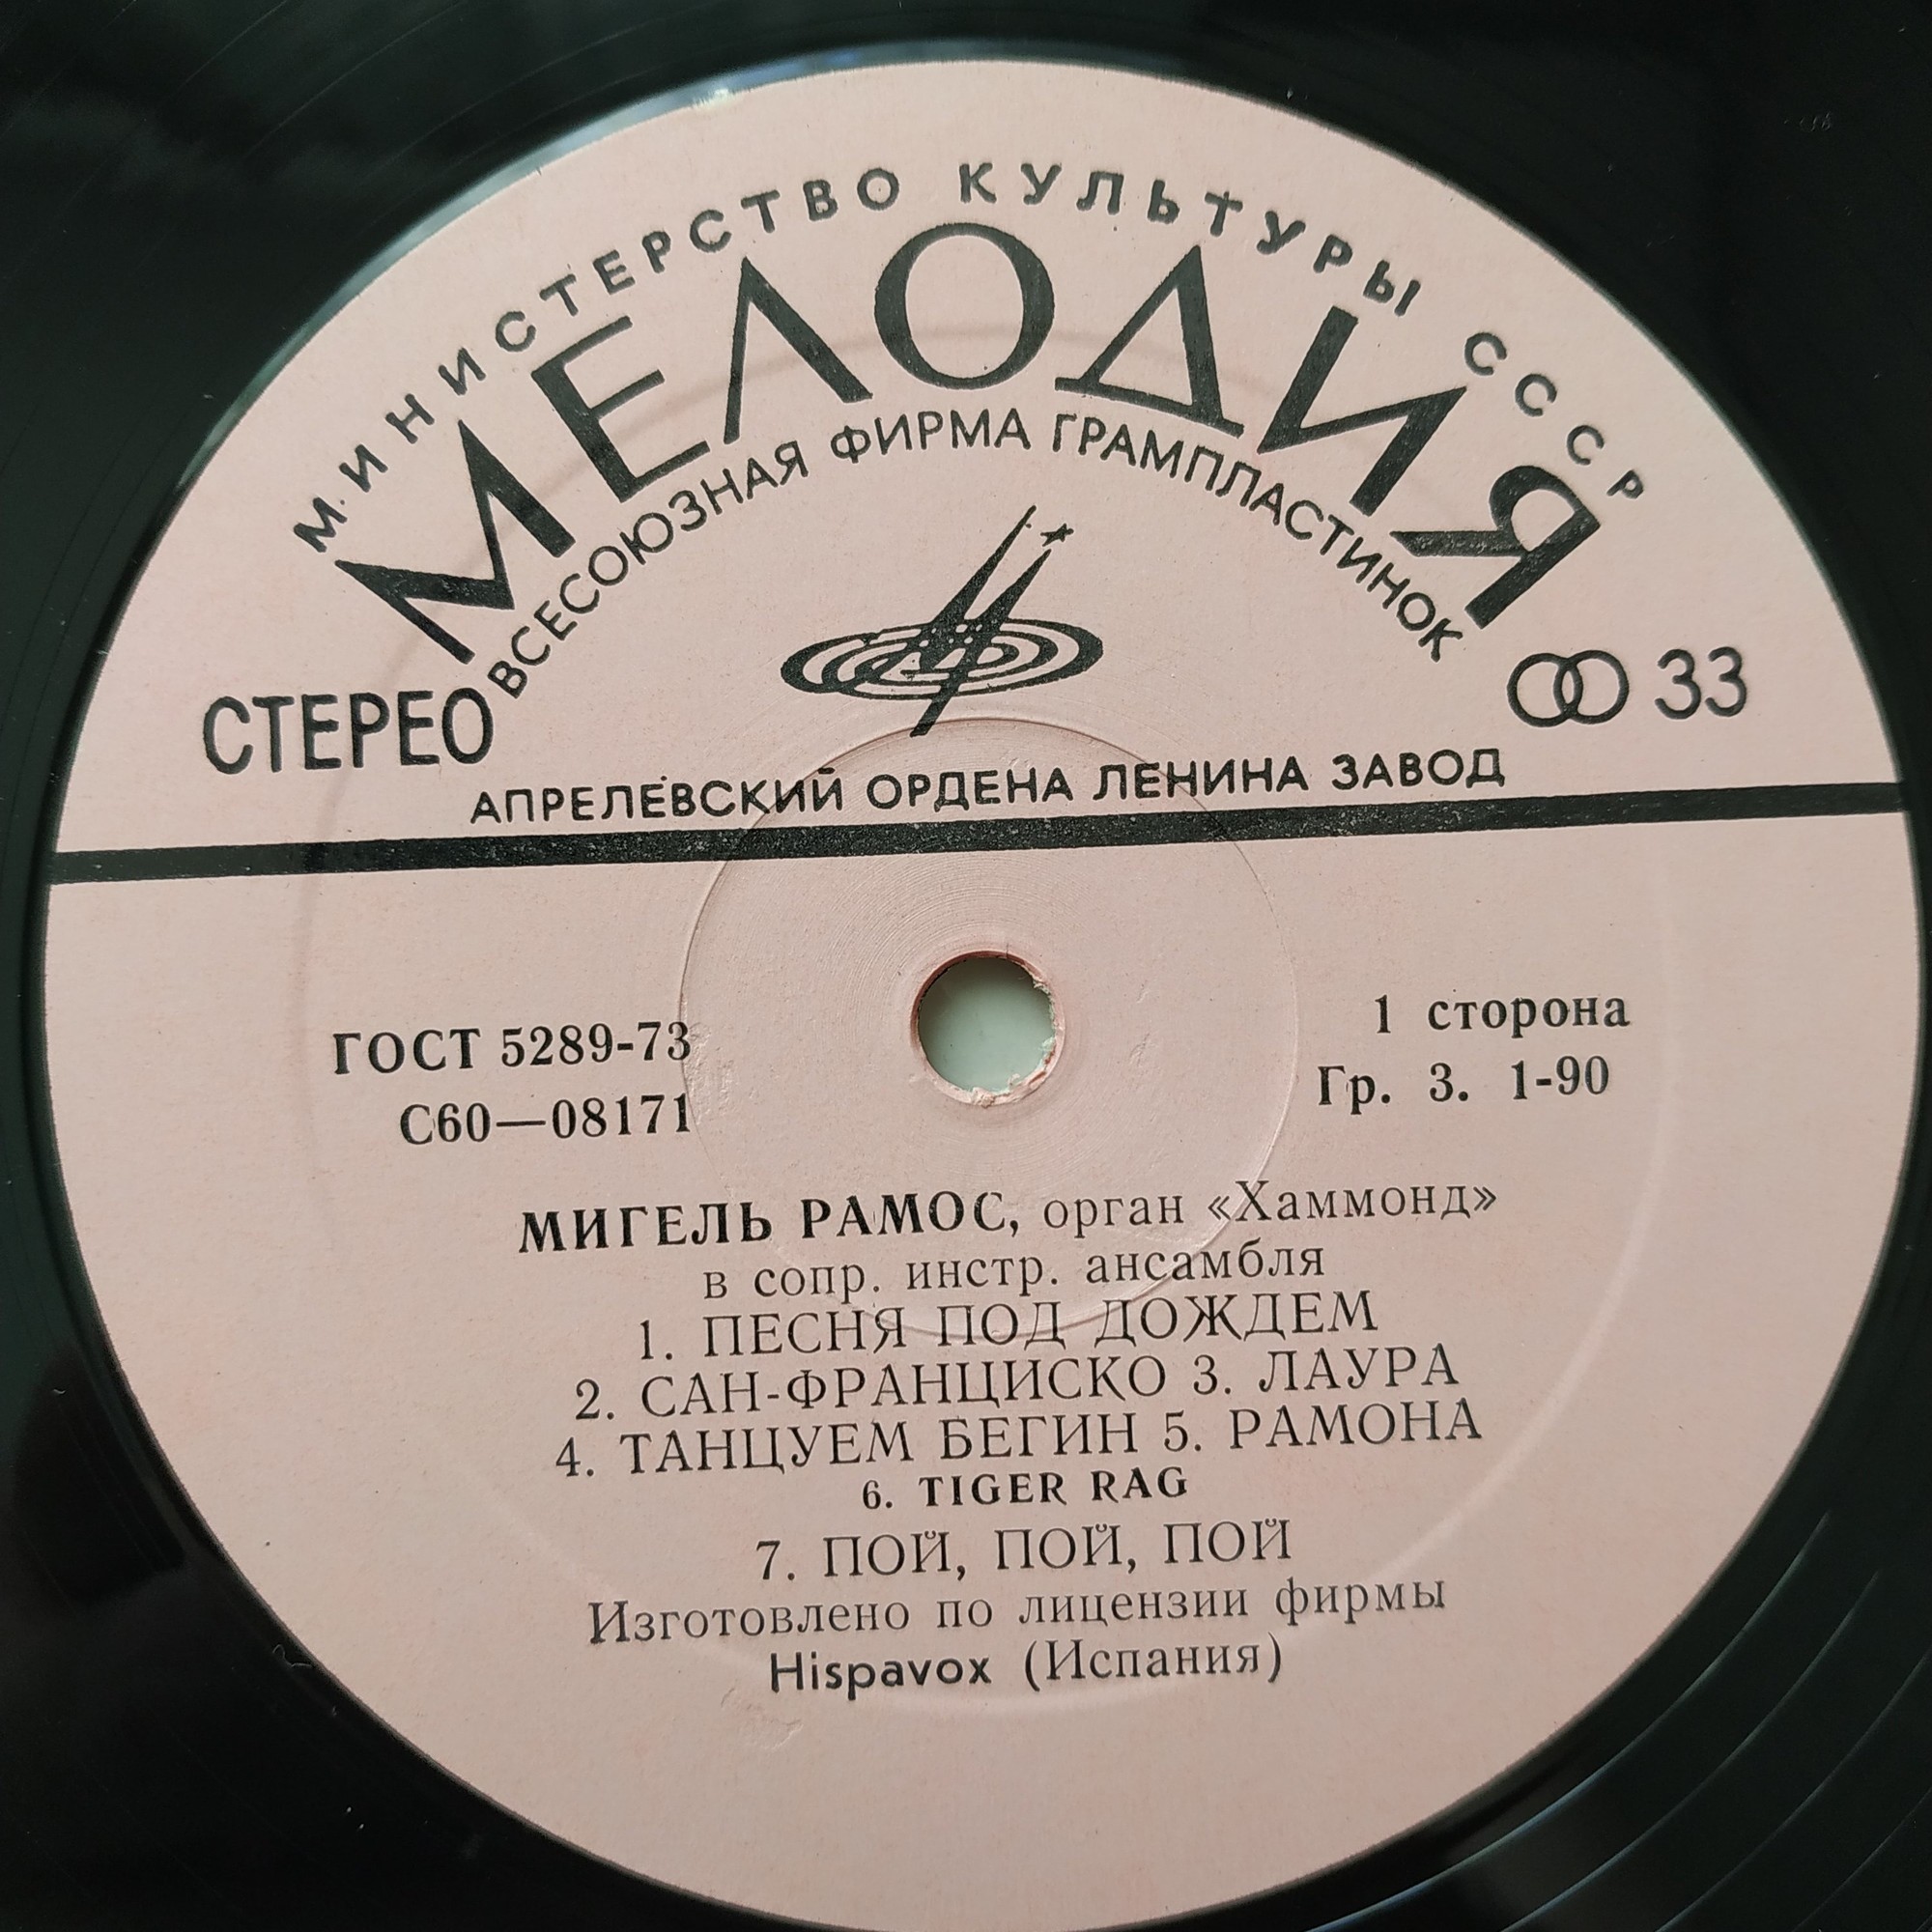 МИНИСТЕРСТВО КУЛЬТУРЫ СССР
МЕЛОДИЯ
ВСЕСОЮЗНАЯ ФИРМА ГРАМПЛАСТИНОК
СТЕРЕО
33
АПРЕЛЕВСКИЙ ОРДЕНА ЛЕНИНА ЗАВОД
ГОСТ 5289-73
С60—08171
1 сторона
Гр. 3. 1-90
МИГЕЛЬ РАМОС, орган «Хаммонд»
в сопр. инстр. ансамбля
1. ПЕСНЯ ПОД ДОЖДЕМ
2. САН-ФРАНЦИСКО 3. ЛАУРА
4. ТАНЦУЕМ БЕГИН 5. РАМОНА
6. TIGER RAG
7. ПОЙ, ПОЙ, ПОЙ
Изготовлено по лицензии фирмы
Hispavox (Испания)